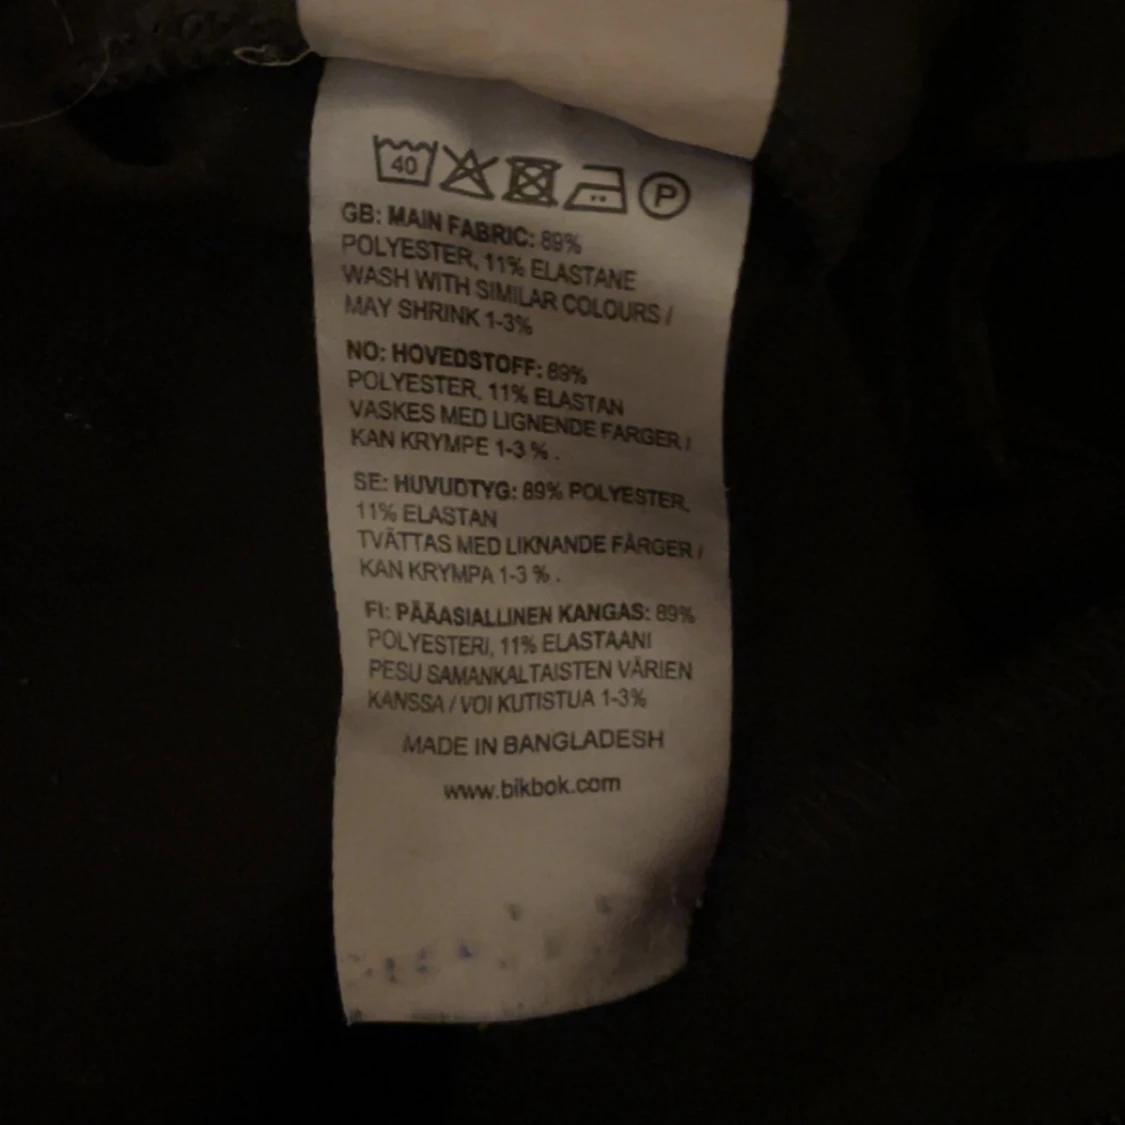 40 P
GB: MAIN FABRIC: 89%
POLYESTER, 11% ELASTANE
WASH WITH SIMILAR COLOURS /
MAY SHRINK 1-3%
NO: HOVEDSTOFF: 89%
POLYESTER, 11% ELASTAN
VASKES MED LIGNENDE FARGER /
KAN KRYMPE 1-3 % .
SE: HUVUDTYG: 89% POLYESTER,
11% ELASTAN
TVÄTTAS MED LIKNANDE FÄRGER /
KAN KRYMPA 1-3 % .
FI: PÄÄASIALLINEN KANGAS: 89%
POLYESTERI, 11% ELASTAANI
PESU SAMANKALTAISTEN VÄRIEN
KANSSA / VOI KUTISTUA 1-3%
MADE IN BANGLADESH
www.bikbok.com